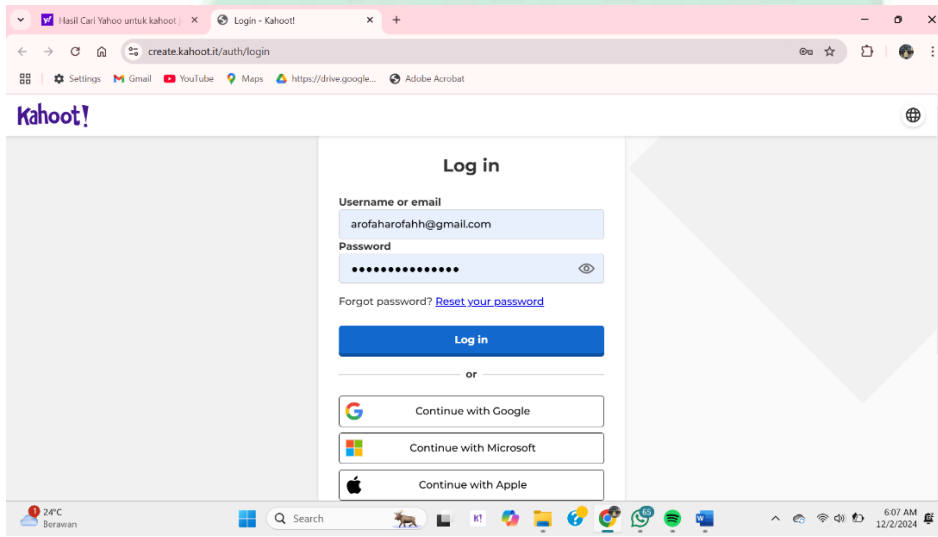 Hasil Cari Yahoo untuk kahoot j
Login - Kahoot!
create.kahoot.it/auth/login
Settings
Gmail
YouTube
Maps
https://drive.google...
Adobe Acrobat
Kahoot!
Log in
Username or email
arofaharofahh@gmail.com
Password
Forgot password? Reset your password
Log in
or
Continue with Google
Continue with Microsoft
Continue with Apple
1
24°C
Berawan
Search
K!
65
6:07 AM
12/2/2024